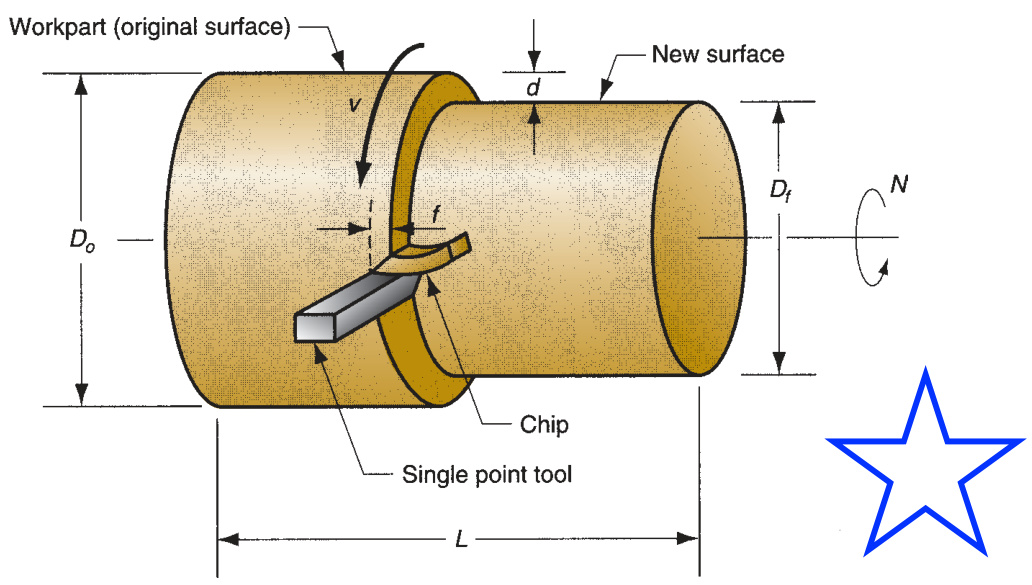 Workpart (original surface)
New surface
d
v
D_f
N
D_o
f
Chip
Single point tool
L